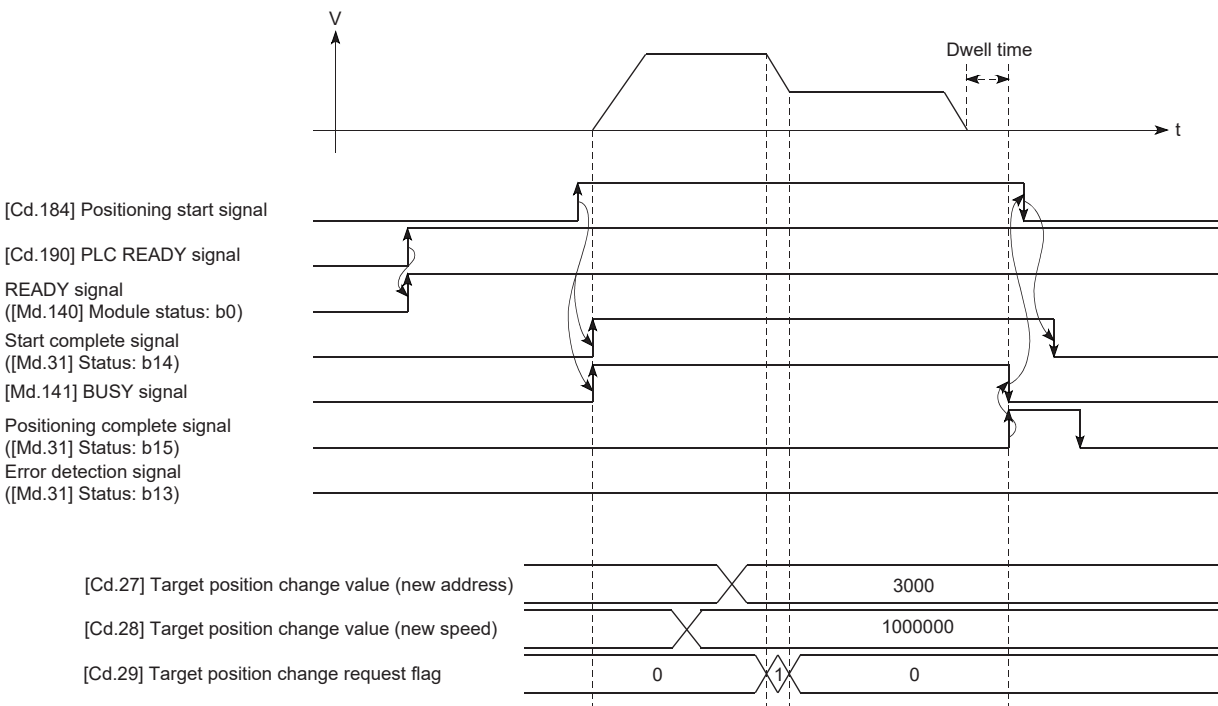 V
Dwell time
t
[Cd.184] Positioning start signal
[Cd.190] PLC READY signal
READY signal
([Md.140] Module status: b0)
Start complete signal
([Md.31] Status: b14)
[Md.141] BUSY signal
Positioning complete signal
([Md.31] Status: b15)
Error detection signal
([Md.31] Status: b13)
[Cd.27] Target position change value (new address) 3000
[Cd.28] Target position change value (new speed) 1000000
[Cd.29] Target position change request flag 0 1 0